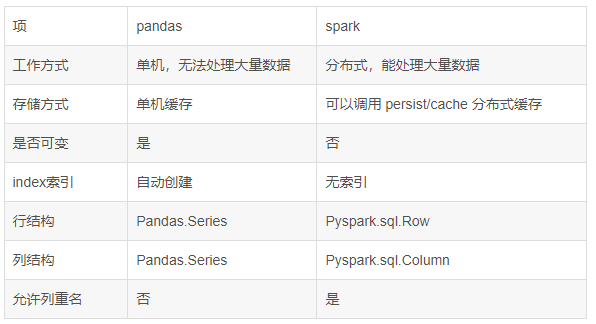 项 pandas spark
工作方式 单机，无法处理大量数据 分布式，能处理大量数据
存储方式 单机缓存 可以调用 persist/cache 分布式缓存
是否可变 是 否
index索引 自动创建 无索引
行结构 Pandas.Series Pyspark.sql.Row
列结构 Pandas.Series Pyspark.sql.Column
允许列重名 否 是